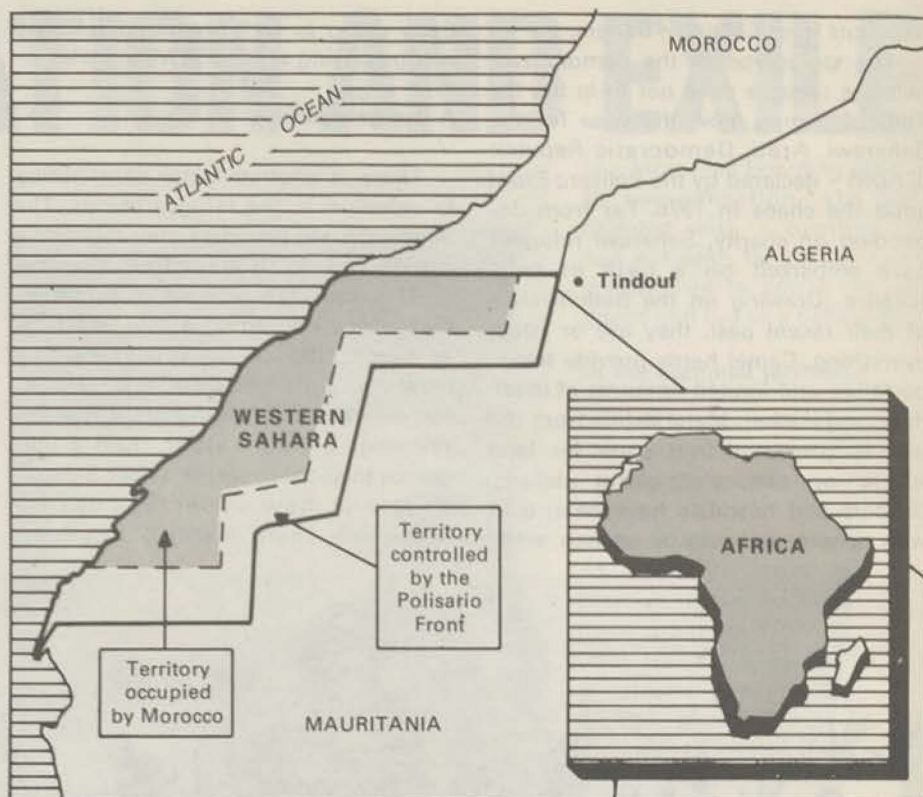 MOROCCO
ATLANTIC OCEAN
ALGERIA
• Tindouf
WESTERN
SAHARA
AFRICA
Territory
controlled
by the
Polisario
Front
Territory
occupied
by Morocco
MAURITANIA